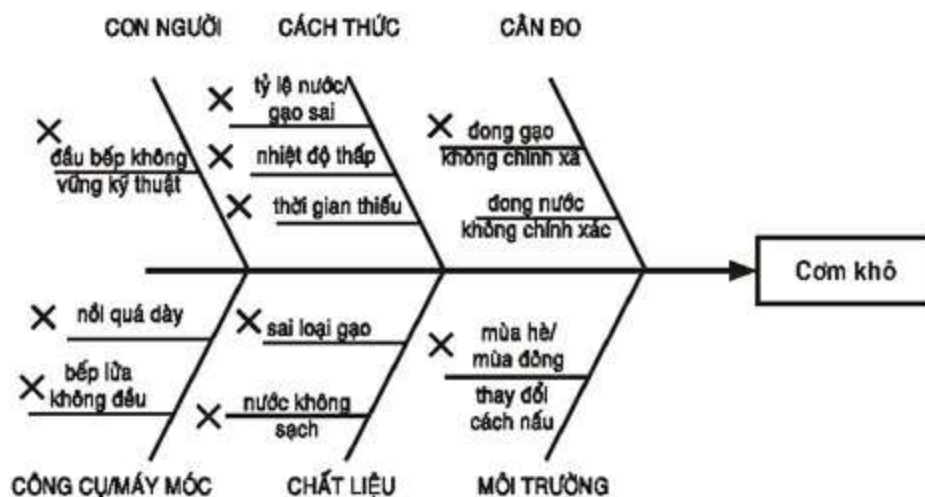 CON NGƯỜI
CÁCH THỨC
CÂN ĐO
tỷ lệ nước/
gạo sai
nhiệt độ thấp
thời gian thiếu
đầu bếp không
vững kỹ thuật
đong gạo
không chính xá
đong nước
không chính xác
Cơm khô
nồi quá dày
bếp lửa
không đều
sai loại gạo
nước không
sạch
mùa hè/
mùa đông
thay đổi
cách nấu
CÔNG CỤ/MÁY MÓC
CHẤT LIỆU
MÔI TRƯỜNG